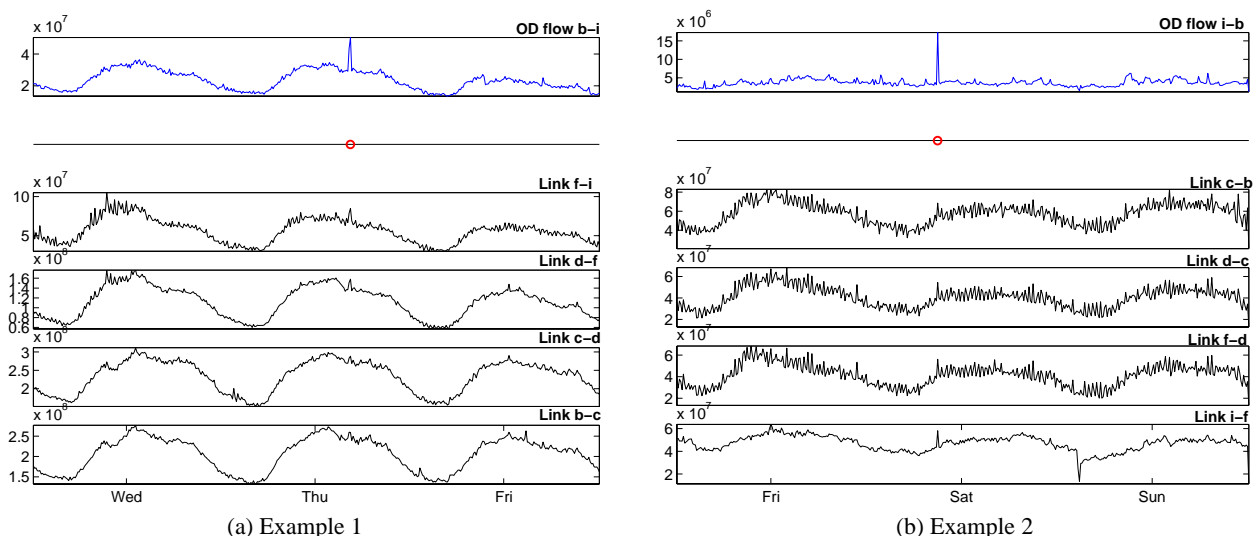 x 10^7
OD flow b-i
4
2
x 10^7
Link f-i
10
5
x 10^8
Link d-f
1.6
1.4
1.2
1
0.8
0.6
x 10^8
Link c-d
3
2.5
2
x 10^8
Link b-c
2.5
2
1.5
Wed
Thu
Fri
(a) Example 1
x 10^6
OD flow i-b
15
10
5
x 10^7
Link c-b
8
6
4
x 10^7
Link d-c
6
4
2
x 10^7
Link f-d
6
4
2
x 10^7
Link i-f
6
4
2
Fri
Sat
Sun
(b) Example 2